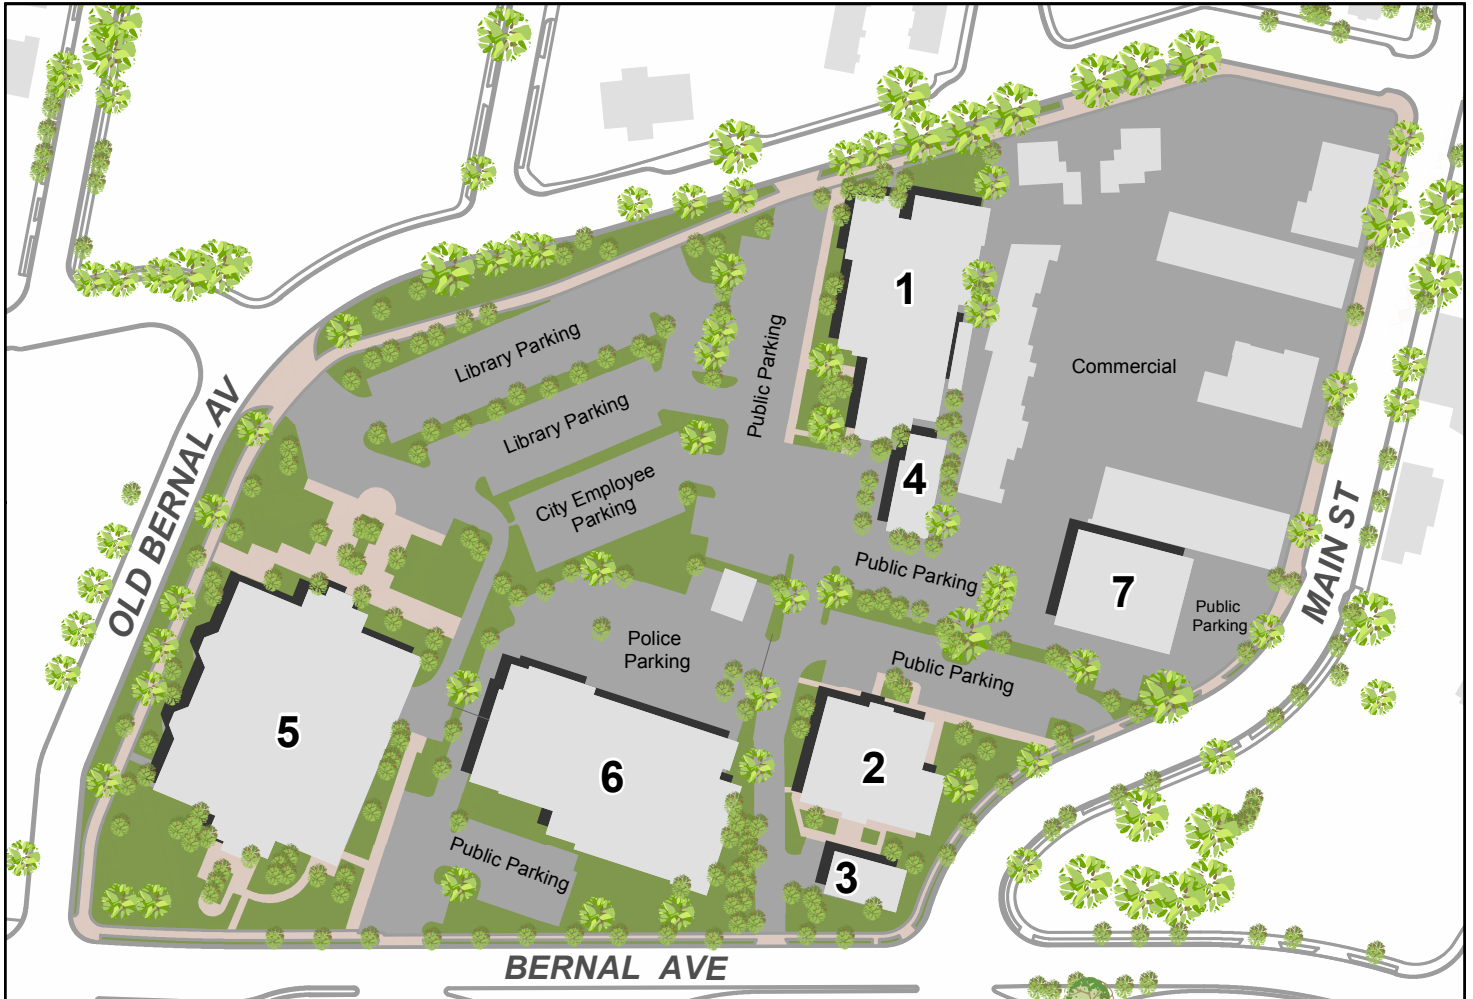 1
Library Parking
Public Parking
Commercial
Library Parking
OLD BERNAL AV
City Employee
Parking
4
MAIN ST
Public Parking
7
Public
Parking
Police
Parking
Public Parking
5
6
2
Public Parking
3
BERNAL AVE